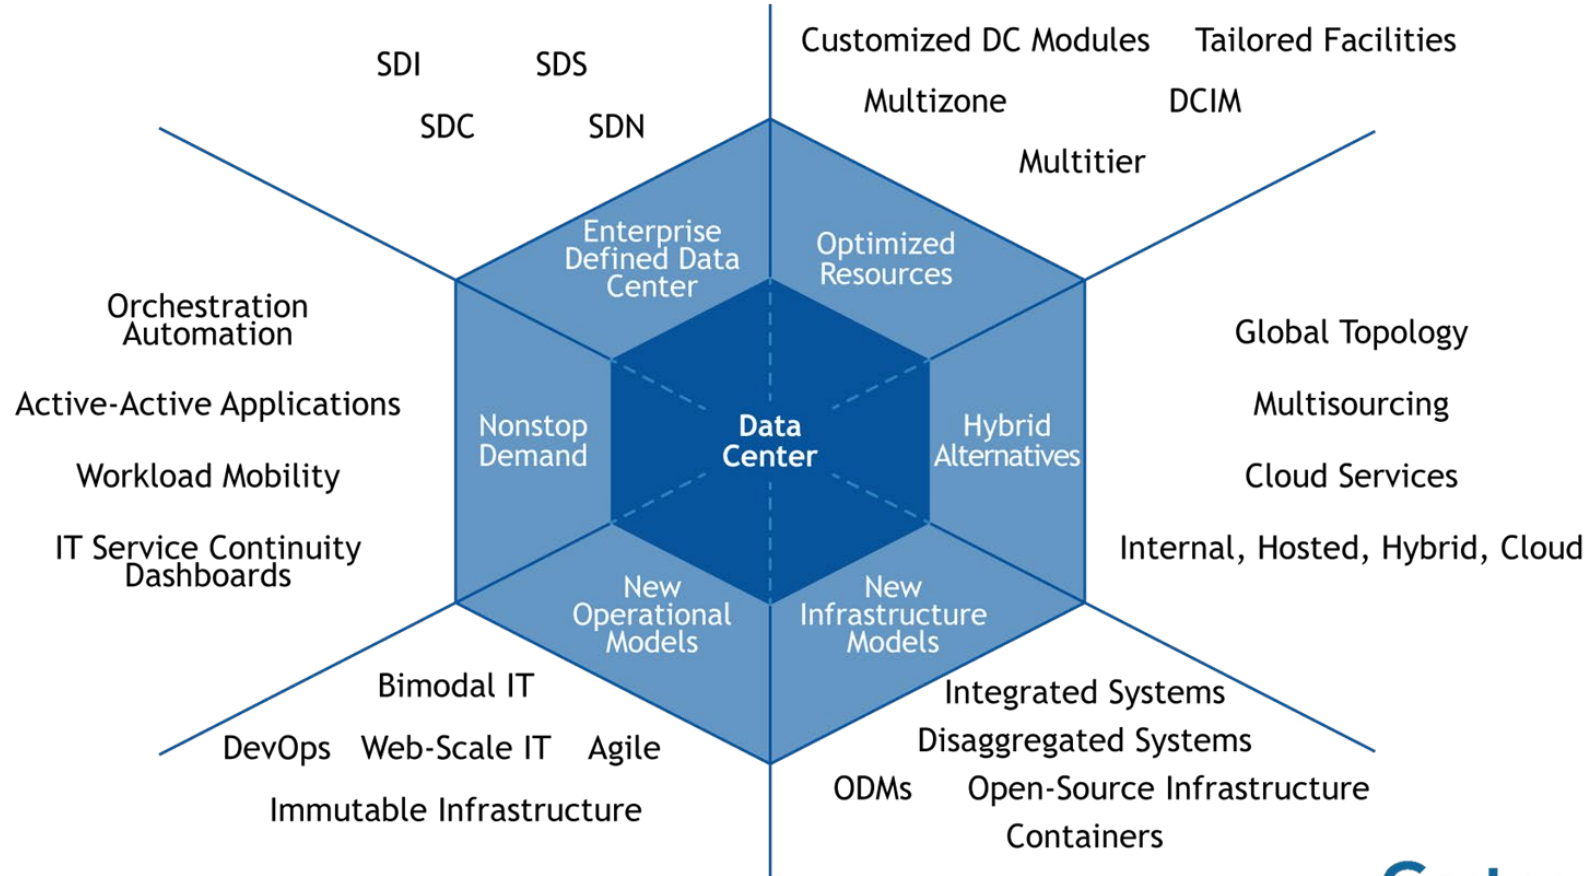 SDI SDS
SDC SDN
Customized DC Modules Tailored Facilities
Multizone DCIM
Multitier
Enterprise
Defined Data
Center
Optimized
Resources
Orchestration
Automation
Active-Active Applications
Workload Mobility
IT Service Continuity
Dashboards
Nonstop
Demand
Data
Center
Hybrid
Alternatives
Global Topology
Multisourcing
Cloud Services
Internal, Hosted, Hybrid, Cloud
New
Operational
Models
New
Infrastructure
Models
Bimodal IT
DevOps Web-Scale IT Agile
Immutable Infrastructure
Integrated Systems
Disaggregated Systems
ODMs Open-Source Infrastructure
Containers